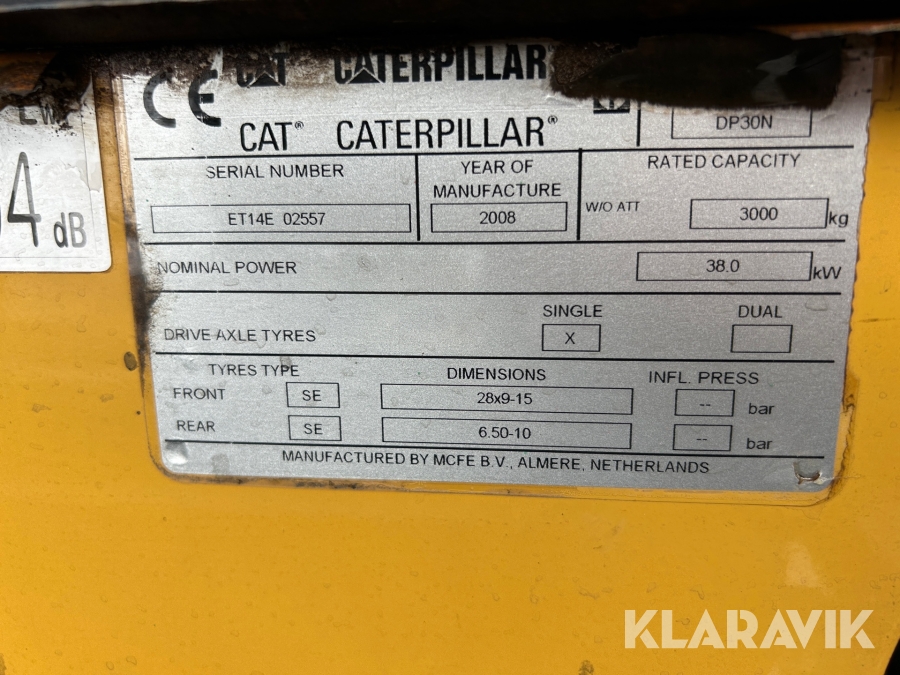 LW
4 dB
CE CAT CATERPILLAR
CAT® CATERPILLAR®
DP30N
SERIAL NUMBER
ET14E 02557
YEAR OF
MANUFACTURE
2008
RATED CAPACITY
W/O ATT 3000 kg
NOMINAL POWER 38.0 kW
SINGLE DUAL
DRIVE AXLE TYRES X
TYRES TYPE DIMENSIONS INFL. PRESS
FRONT SE 28x9-15 -- bar
REAR SE 6.50-10 -- bar
MANUFACTURED BY MCFE B.V., ALMERE, NETHERLANDS
KLARAVIK